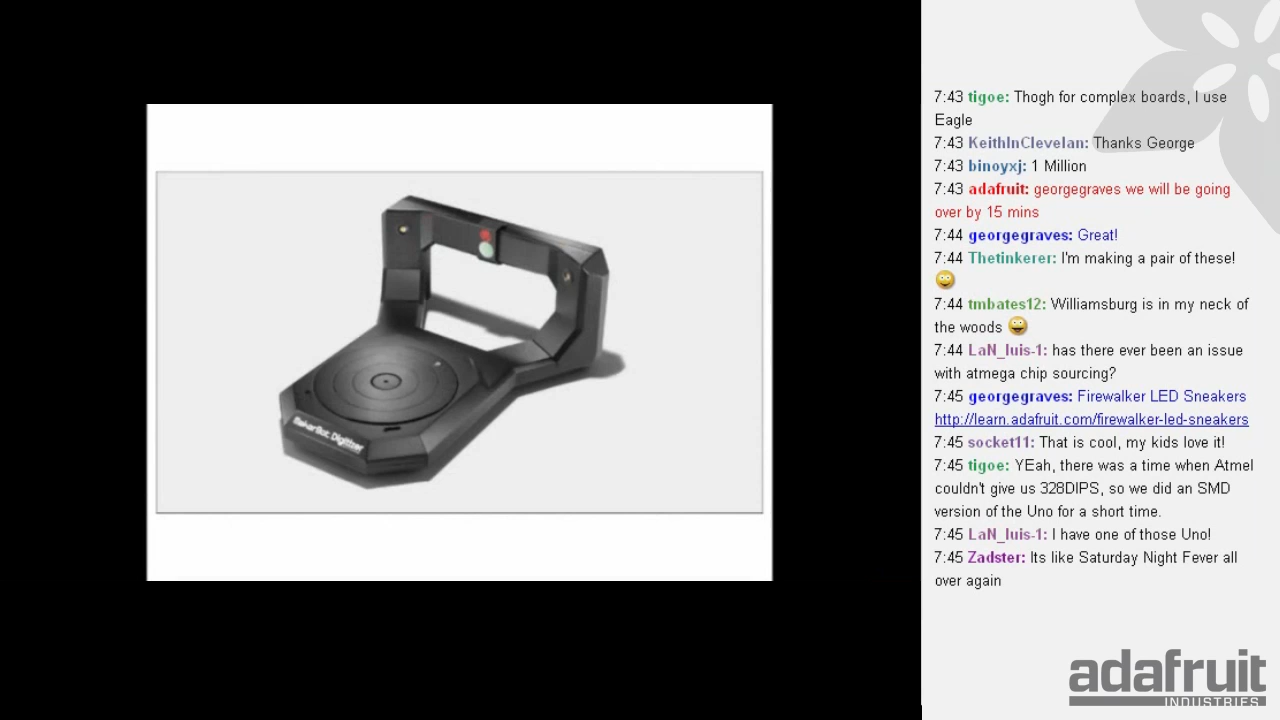 MakerBot Digitizer
7:43 tigoe: Thogh for complex boards, I use
Eagle
7:43 KeithInClevelan: Thanks George
7:43 binoyxj: 1 Million
7:43 adafruit: georgegraves we will be going
over by 15 mins
7:44 georgegraves: Great!
7:44 Thetinkerer: I'm making a pair of these!
7:44 tmbates12: Williamsburg is in my neck of
the woods
7:44 LaN_luis-1: has there ever been an issue
with atmega chip sourcing?
7:45 georgegraves: Firewalker LED Sneakers
http://learn.adafruit.com/firewalker-led-sneakers
7:45 socket11: That is cool, my kids love it!
7:45 tigoe: YEah, there was a time when Atmel
couldn't give us 328DIPS, so we did an SMD
version of the Uno for a short time.
7:45 LaN_luis-1: I have one of those Uno!
7:45 Zadster: Its like Saturday Night Fever all
over again
adafruit
INDUSTRIES